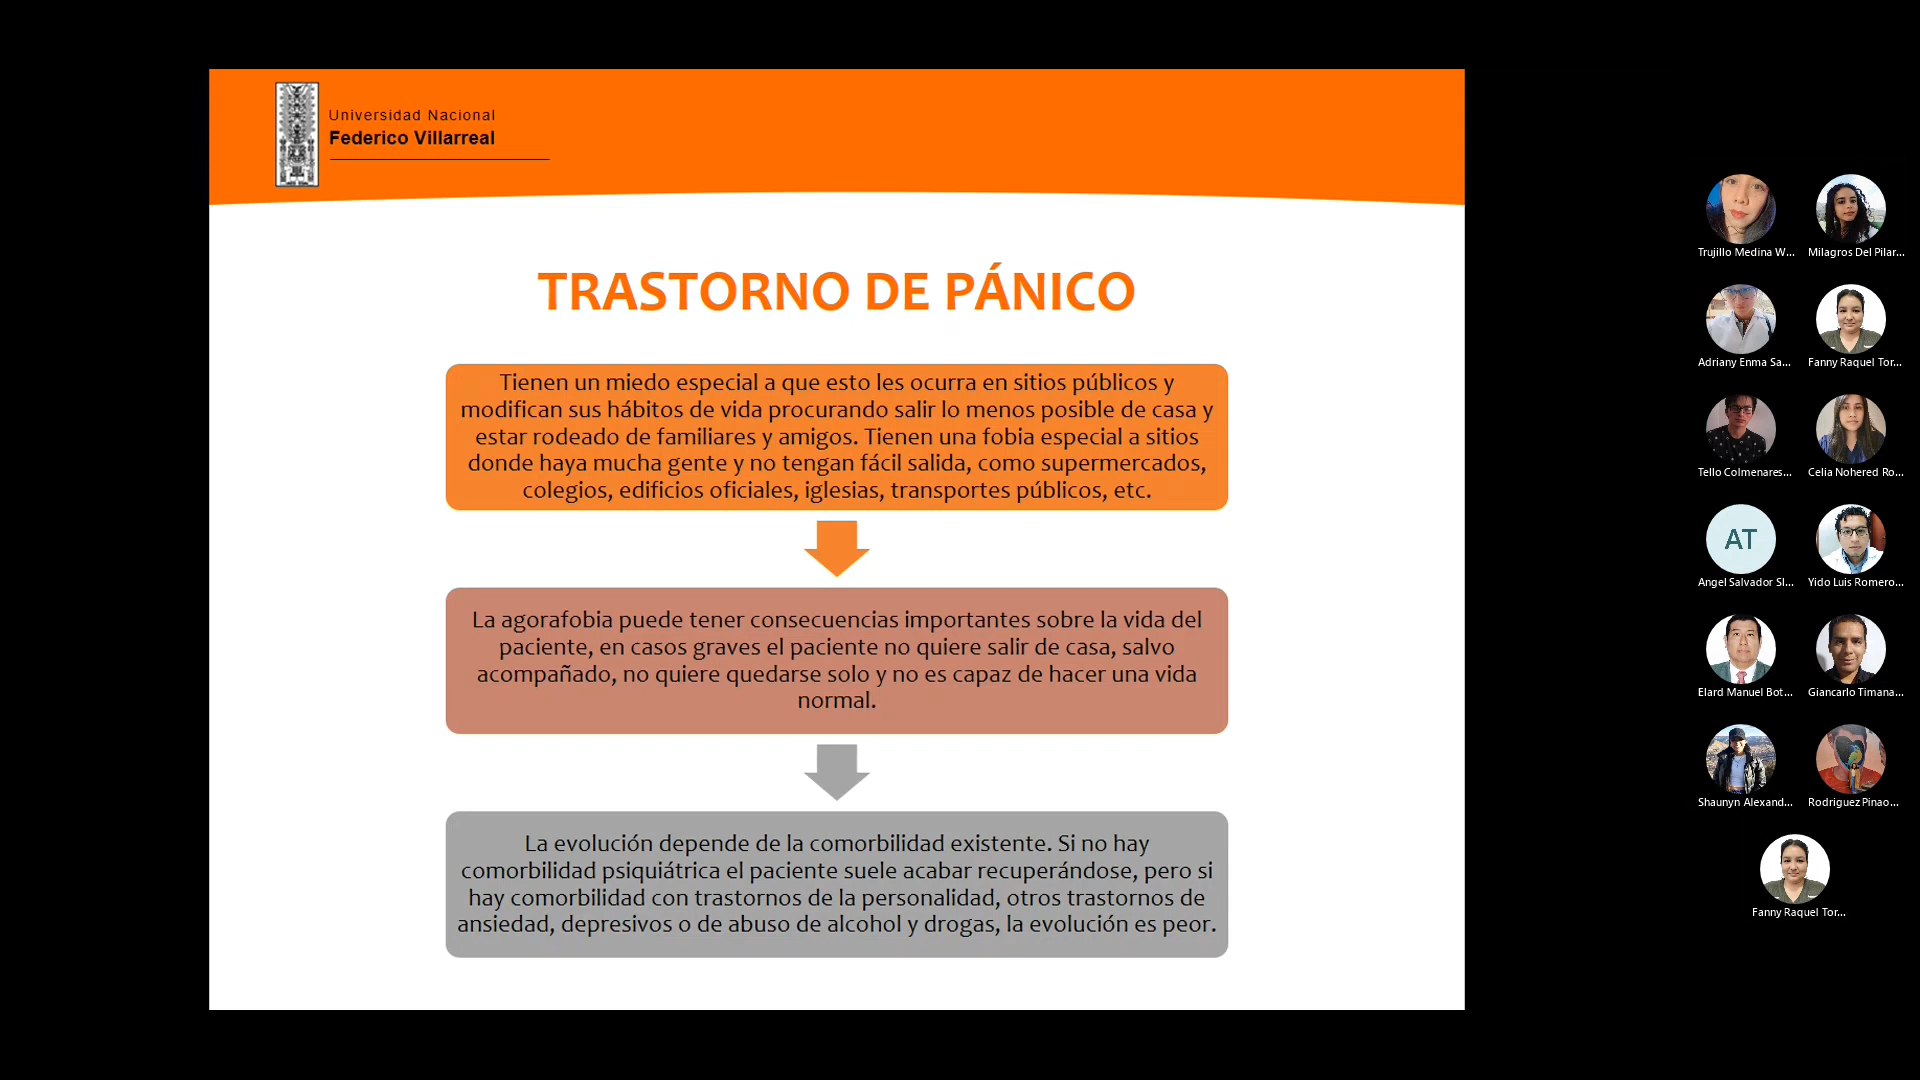 Universidad Nacional
Federico Villarreal
TRASTORNO DE PÁNICO
Tienen un miedo especial a que esto les ocurra en sitios públicos y
modifican sus hábitos de vida procurando salir lo menos posible de casa y
estar rodeado de familiares y amigos. Tienen una fobia especial a sitios
donde haya mucha gente y no tengan fácil salida, como supermercados,
colegios, edificios oficiales, iglesias, transportes públicos, etc.
La agorafobia puede tener consecuencias importantes sobre la vida del
paciente, en casos graves el paciente no quiere salir de casa, salvo
acompañado, no quiere quedarse solo y no es capaz de hacer una vida
normal.
La evolución depende de la comorbilidad existente. Si no hay
comorbilidad psiquiátrica el paciente suele acabar recuperándose, pero si
hay comorbilidad con trastornos de la personalidad, otros trastornos de
ansiedad, depresivos o de abuso de alcohol y drogas, la evolución es peor.
Trujillo Medina W...
Milagros Del Pilar...
Adriany Enma Sa...
Fanny Raquel Tor...
Tello Colmenares...
Celia Nohered Ro...
AT
Angel Salvador Sl...
Yido Luis Romero...
Elard Manuel Bot...
Giancarlo Timana...
Shaunyn Alexand...
Rodriguez Pinao...
Fanny Raquel Tor...